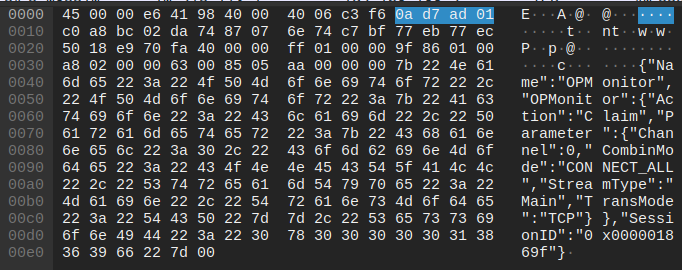 0000 45 00 00 e6 41 98 40 00 40 06 c3 f6 0a d7 ad 01 E···A·@·@·······
0010 c0 a8 bc 02 da 74 87 07 6e 74 c7 bf 77 eb 77 ec ·····t··nt··w·w·
0020 50 18 e9 70 fa 40 00 00 ff 01 00 00 9f 86 01 00 P··p·@··········
0030 a8 02 00 00 63 00 89 05 aa 00 00 00 7b 22 4e 61 ····c·······{"Na
0040 6d 65 22 3a 22 4f 50 4d 6f 6e 69 74 6f 72 22 2c me":"OPMonitor",
0050 22 4f 50 4d 6f 6e 69 74 6f 72 22 3a 7b 22 41 63 "OPMonitor":{"Ac
0060 74 69 6f 6e 22 3a 22 43 6c 61 69 6d 22 2c 22 50 tion":"Claim","P
0070 61 72 61 6d 65 74 65 72 22 3a 7b 22 43 68 61 6e arameter":{"Chan
0080 6e 65 6c 22 3a 30 2c 22 43 6f 6d 62 69 6e 4d 6f nel":0,"CombinMo
0090 64 65 22 3a 22 43 4f 4e 4e 45 43 54 5f 41 4c 4c de":"CONNECT_ALL
00a0 22 2c 22 53 74 72 65 61 6d 54 79 70 65 22 3a 22 ","StreamType":"
00b0 4d 61 69 6e 22 2c 22 54 72 61 6e 73 4d 6f 64 65 Main","TransMode
00c0 22 3a 22 54 43 50 22 7d 7d 2c 22 53 65 73 73 69 ":"TCP"}},"Sessi
00d0 6f 6e 49 44 22 3a 22 30 78 30 30 30 30 30 31 38 onID":"0x0000018
00e0 36 39 66 22 7d 00 69f"}·